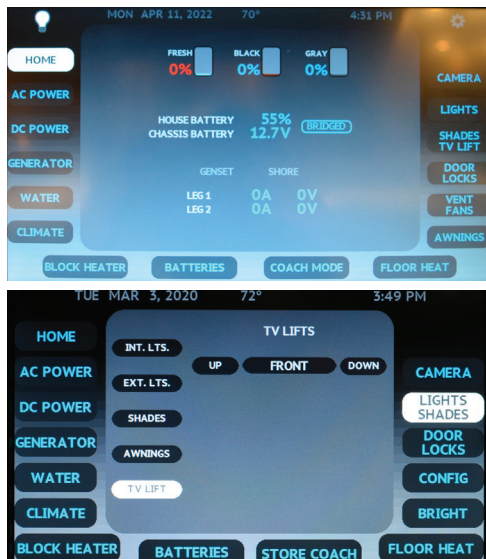 MON APR 11, 2022 70° 4:31 PM
HOME
AC POWER
DC POWER
GENERATOR
WATER
CLIMATE
FRESH BLACK GRAY
0% 0% 0%
HOUSE BATTERY 55%
CHASSIS BATTERY 12.7V
BRIDGED
GENSET SHORE
LEG 1 0A 0V
LEG 2 0A 0V
CAMERA
LIGHTS
SHADES
TV LIFT
DOOR
LOCKS
VENT
FANS
AWNINGS
BLOCK HEATER BATTERIES COACH MODE FLOOR HEAT
TUE MAR 3, 2020 72° 3:49 PM
HOME
AC POWER
DC POWER
GENERATOR
WATER
CLIMATE
INT. LTS.
EXT. LTS.
SHADES
AWNINGS
TV LIFT
TV LIFTS
UP FRONT DOWN
CAMERA
LIGHTS
SHADES
DOOR
LOCKS
CONFIG
BRIGHT
BLOCK HEATER BATTERIES STORE COACH FLOOR HEAT